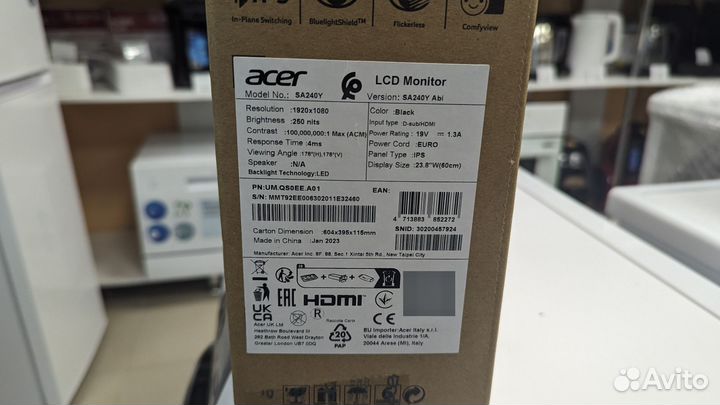 In-Plane Switching
BluelightShield™
Flickerless
Comfyview
acer
LCD Monitor
Model No.: SA240Y
Version: SA240Y Abi
Resolution :1920x1080
Brightness :250 nits
Contrast :100,000,000:1 Max (ACM)
Response Time :4ms
Viewing Angle :178°(H),178°(V)
Speaker :N/A
Backlight Technology:LED
Color :Black
Input type :D-sub/HDMI
Power Rating :19V ⎓ 1.3A
Power Cord :EURO
Panel Type :IPS
Display Size :23.8"W(60cm)
PN:UM.QS0EE.A01
EAN:
S/N: MMT92EE006302011E32460
4 713883 852272
Carton Dimension :604x395x115mm
SNID: 30200457924
Made in China :Jan 2023
Manufacturer: Acer Inc. 8F. 88, Sec 1 Xintai 5th Rd., New Taipei City
EAC HDMI
UK
CA
R
Raccolta Carta
Acer UK Ltd
Heathrow Boulevard III
282 Bath Road West Drayton
Greater London UB7 0DQ
20
PAP
EU Importer:Acer Italy s.r.l.
Viale delle Industrie 1/A,
20044 Arese (MI), Italy
Avito